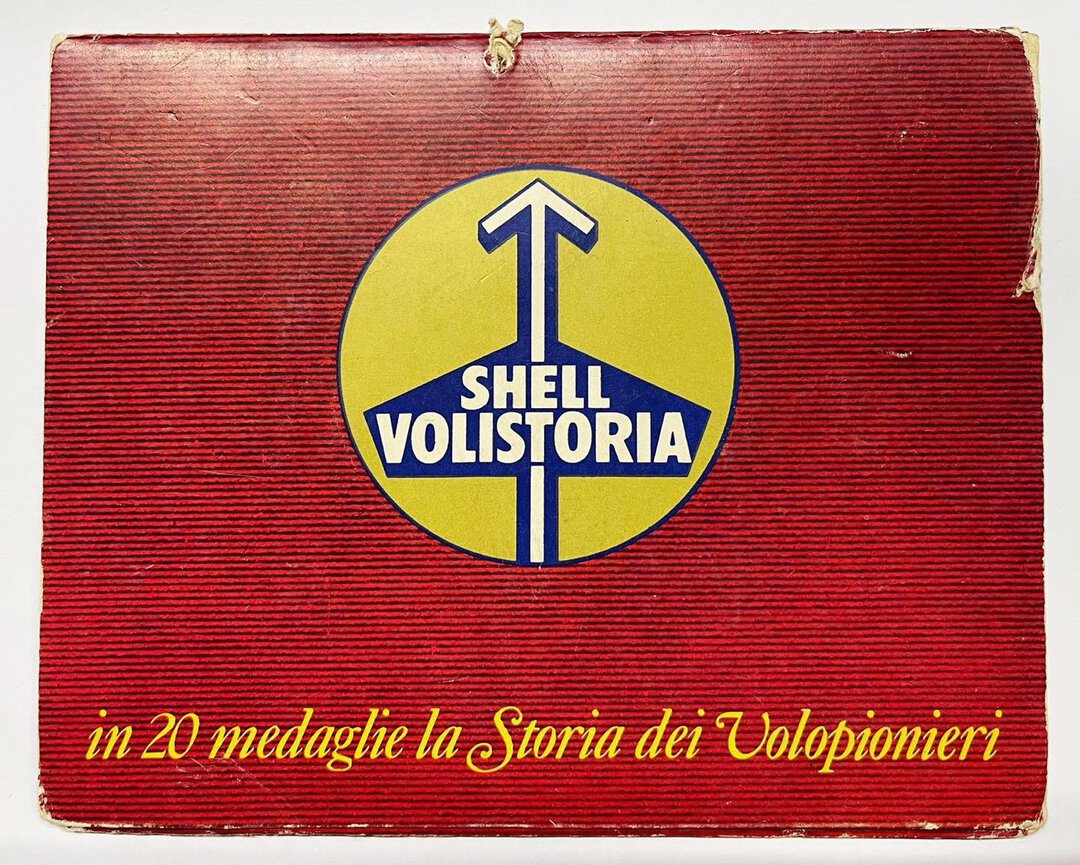 SHELL
VOLISTORIA
in 20 medaglie la Storia dei Volopionieri